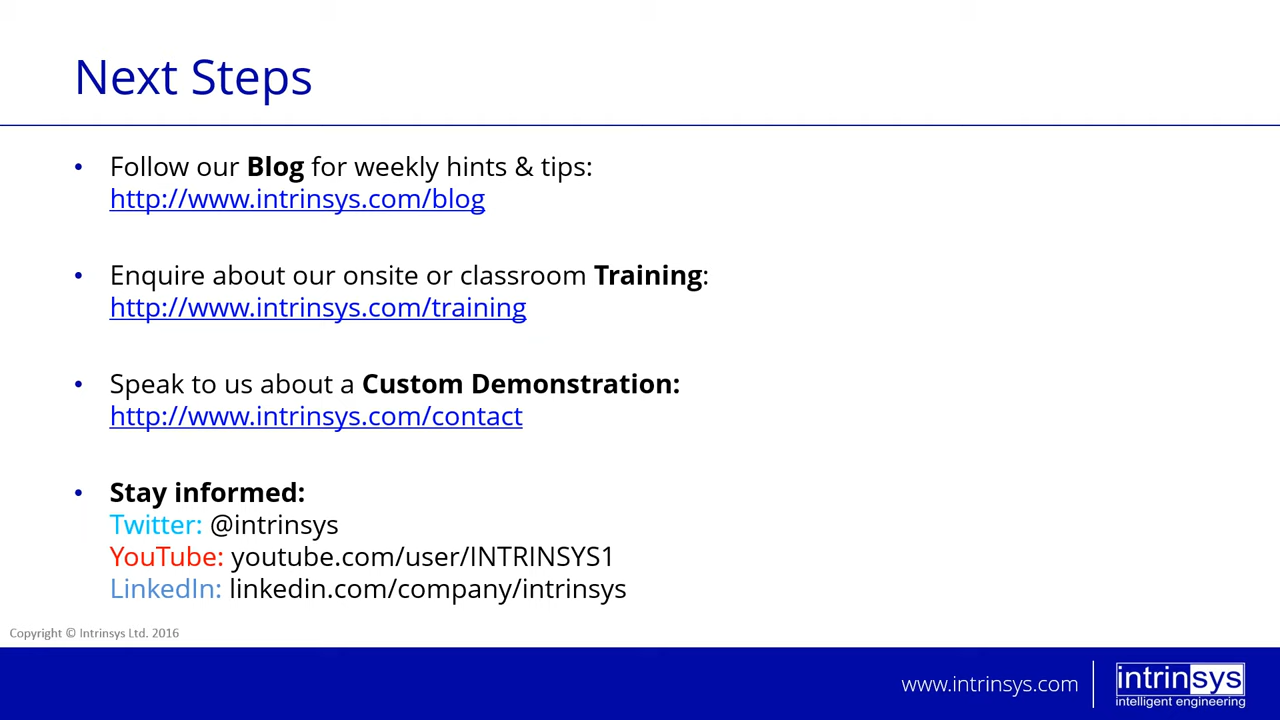 Next Steps
• Follow our Blog for weekly hints & tips:
http://www.intrinsys.com/blog
• Enquire about our onsite or classroom Training:
http://www.intrinsys.com/training
• Speak to us about a Custom Demonstration:
http://www.intrinsys.com/contact
• Stay informed:
Twitter: @intrinsys
YouTube: youtube.com/user/INTRINSYS1
LinkedIn: linkedin.com/company/intrinsys
Copyright © Intrinsys Ltd. 2016
www.intrinsys.com
intrinsys
intelligent engineering